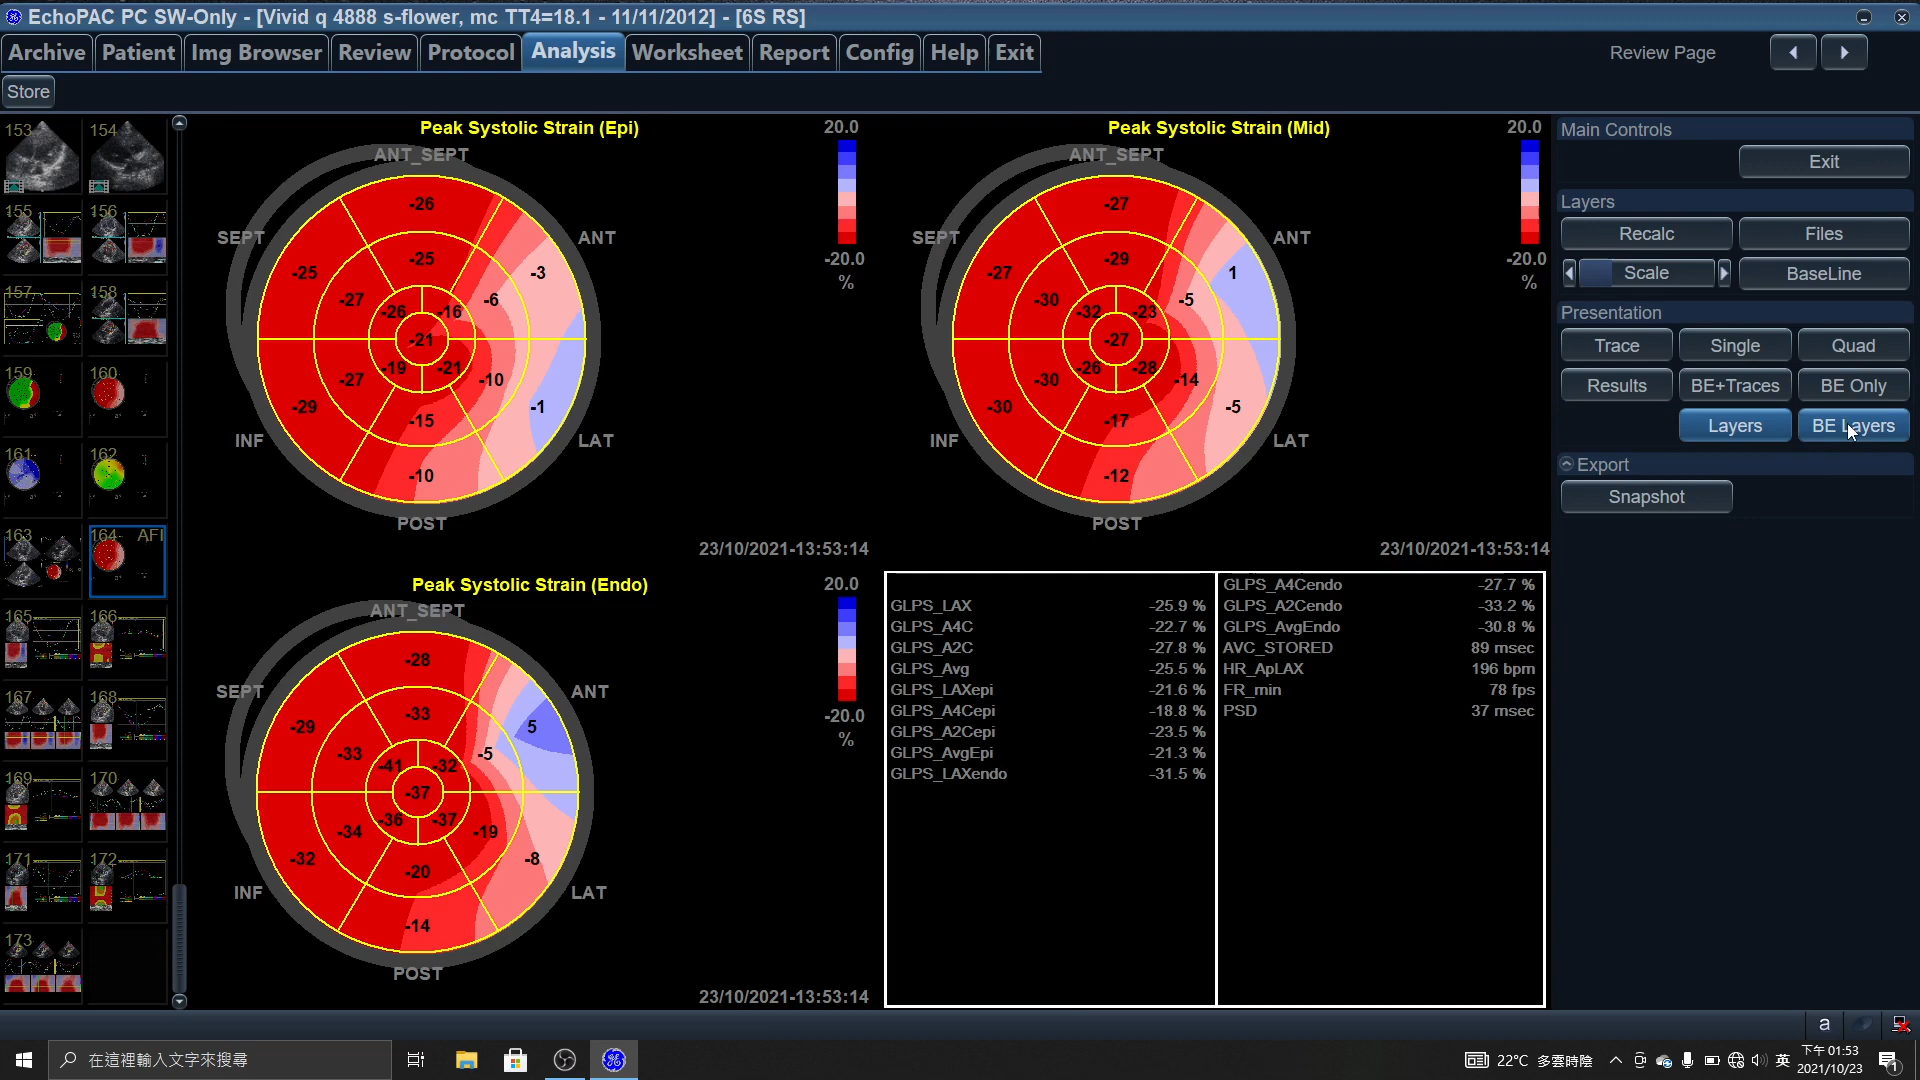 EchoPAC PC SW-Only - [Vivid q 4888 s-flower, mc TT4=18.1 - 11/11/2012] - [6S RS]
Archive Patient Img Browser Review Protocol Analysis Worksheet Report Config Help Exit
Review Page
Store
153 154
155 156
157 158
159 160
161 162
163 164 AFI
165 166
167 168
169 170
171 172
173
Peak Systolic Strain (Epi)
ANT_SEPT
SEPT
ANT
INF
LAT
POST
-26
-25
-3
-25
-27
-6
-26
-16
-21
-19
-21
-27
-10
-29
-1
-15
-10
20.0
-20.0
%
23/10/2021-13:53:14
Peak Systolic Strain (Mid)
ANT_SEPT
SEPT
ANT
INF
LAT
POST
-27
-29
1
-27
-30
-5
-32
-23
-27
-26
-28
-30
-14
-30
-5
-17
-12
20.0
-20.0
%
23/10/2021-13:53:14
Peak Systolic Strain (Endo)
ANT_SEPT
SEPT
ANT
INF
LAT
POST
-28
-33
5
-29
-33
-5
-41
-32
-37
-36
-37
-34
-19
-32
-8
-20
-14
20.0
-20.0
%
23/10/2021-13:53:14
GLPS_LAX -25.9 %
GLPS_A4C -22.7 %
GLPS_A2C -27.8 %
GLPS_Avg -25.5 %
GLPS_LAXepi -21.6 %
GLPS_A4Cepi -18.8 %
GLPS_A2Cepi -23.5 %
GLPS_AvgEpi -21.3 %
GLPS_LAXendo -31.5 %
GLPS_A4Cendo -27.7 %
GLPS_A2Cendo -33.2 %
GLPS_AvgEndo -30.8 %
AVC_STORED 89 msec
HR_ApLAX 196 bpm
FR_min 78 fps
PSD 37 msec
Main Controls
Exit
Layers
Recalc Files
Scale BaseLine
Presentation
Trace Single Quad
Results BE+Traces BE Only
Layers BE Layers
Export
Snapshot
a
在這裡輸入文字來搜尋
22°C 多雲時陰
英
下午 01:53
2021/10/23
1